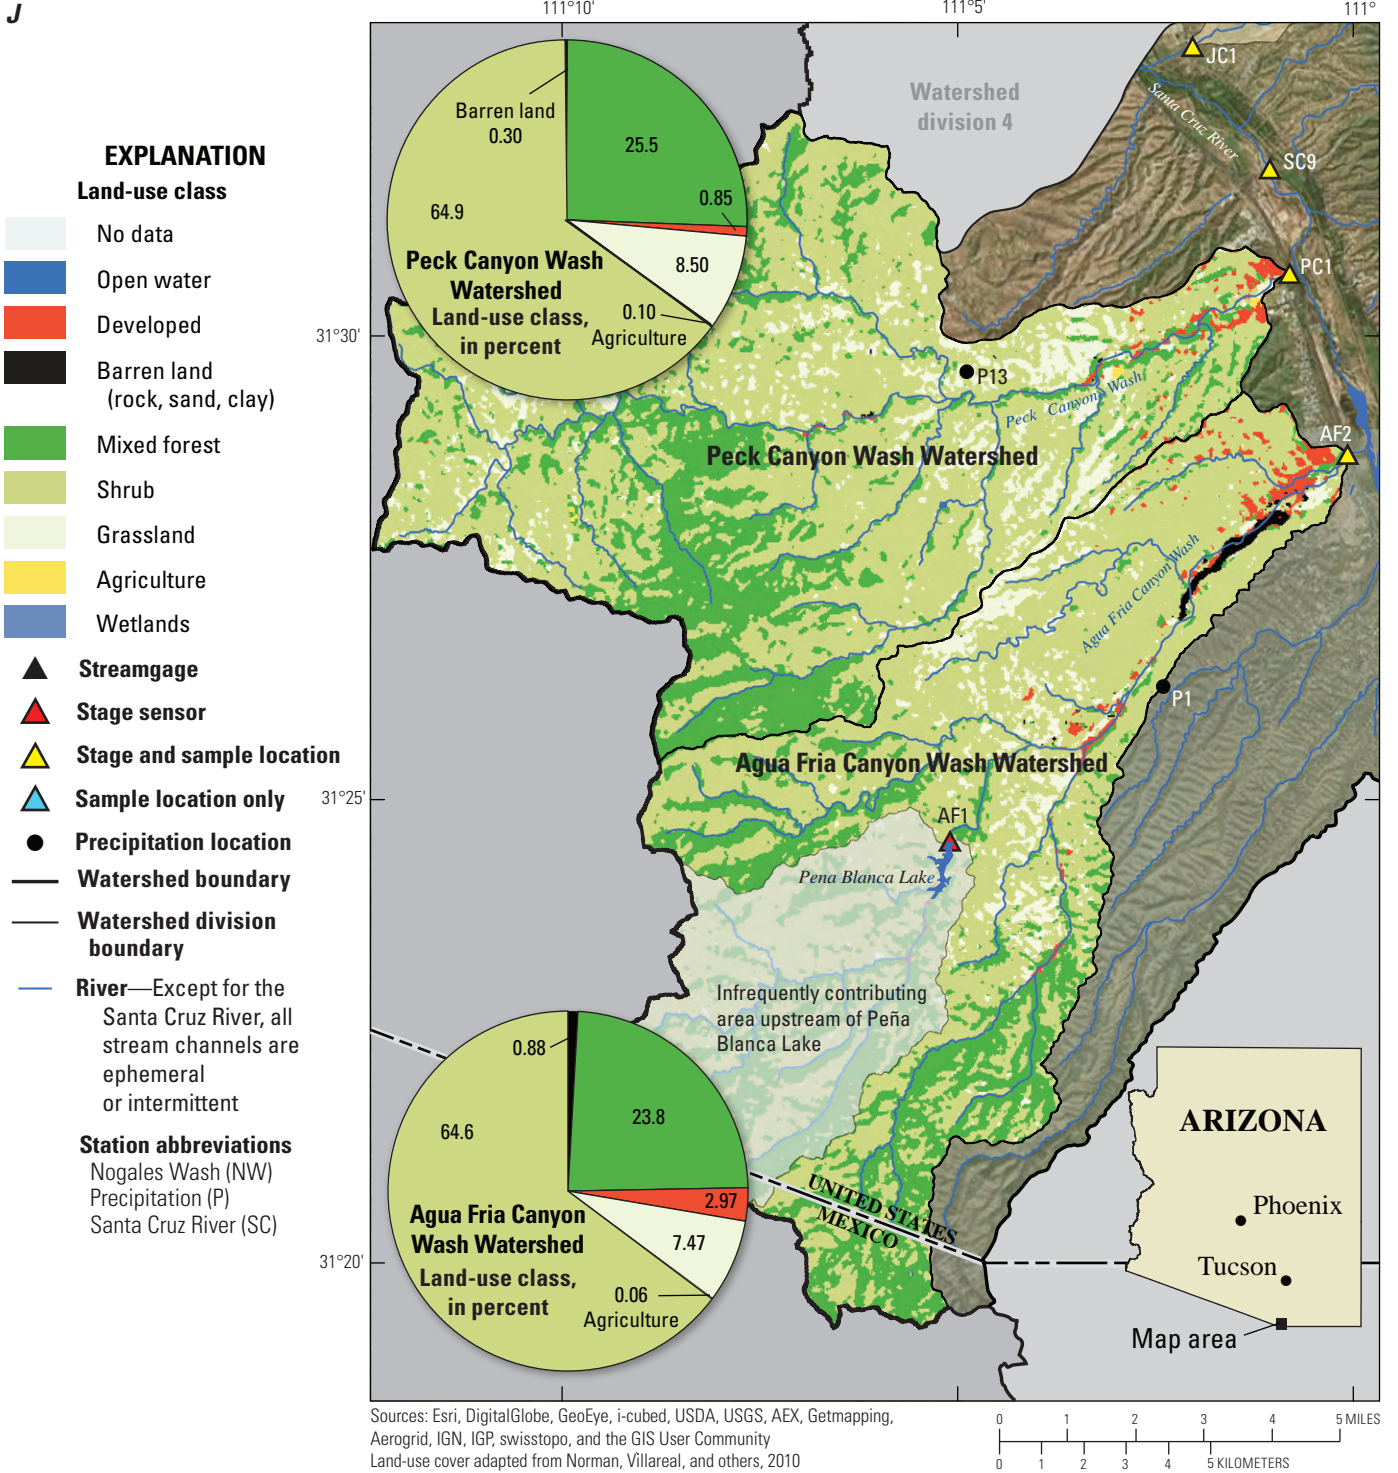 J
111°10'
111°5'
111°
EXPLANATION
Land-use class
No data
Open water
Developed
Barren land
(rock, sand, clay)
Mixed forest
Shrub
Grassland
Agriculture
Wetlands
Streamgage
Stage sensor
Stage and sample location
Sample location only
Precipitation location
Watershed boundary
Watershed division
boundary
River—Except for the
Santa Cruz River, all
stream channels are
ephemeral
or intermittent
Station abbreviations
Nogales Wash (NW)
Precipitation (P)
Santa Cruz River (SC)
31°30'
31°25'
31°20'
Barren land
0.30
25.5
0.85
64.9
8.50
Peck Canyon Wash
Watershed
Land-use class,
in percent
0.10
Agriculture
Watershed
division 4
JC1
Santa Cruz River
SC9
PC1
P13
Peck Canyon Wash
AF2
Peck Canyon Wash Watershed
Agua Fria Canyon Wash
P1
Agua Fria Canyon Wash Watershed
AF1
Pena Blanca Lake
Infrequently contributing
area upstream of Peña
Blanca Lake
0.88
23.8
64.6
2.97
Agua Fria Canyon
Wash Watershed
7.47
Land-use class,
in percent
0.06
Agriculture
UNITED STATES
MEXICO
ARIZONA
Phoenix
Tucson
Map area
Sources: Esri, DigitalGlobe, GeoEye, i-cubed, USDA, USGS, AEX, Getmapping,
Aerogrid, IGN, IGP, swisstopo, and the GIS User Community
Land-use cover adapted from Norman, Villareal, and others, 2010
0 1 2 3 4 5 MILES
0 1 2 3 4 5 KILOMETERS